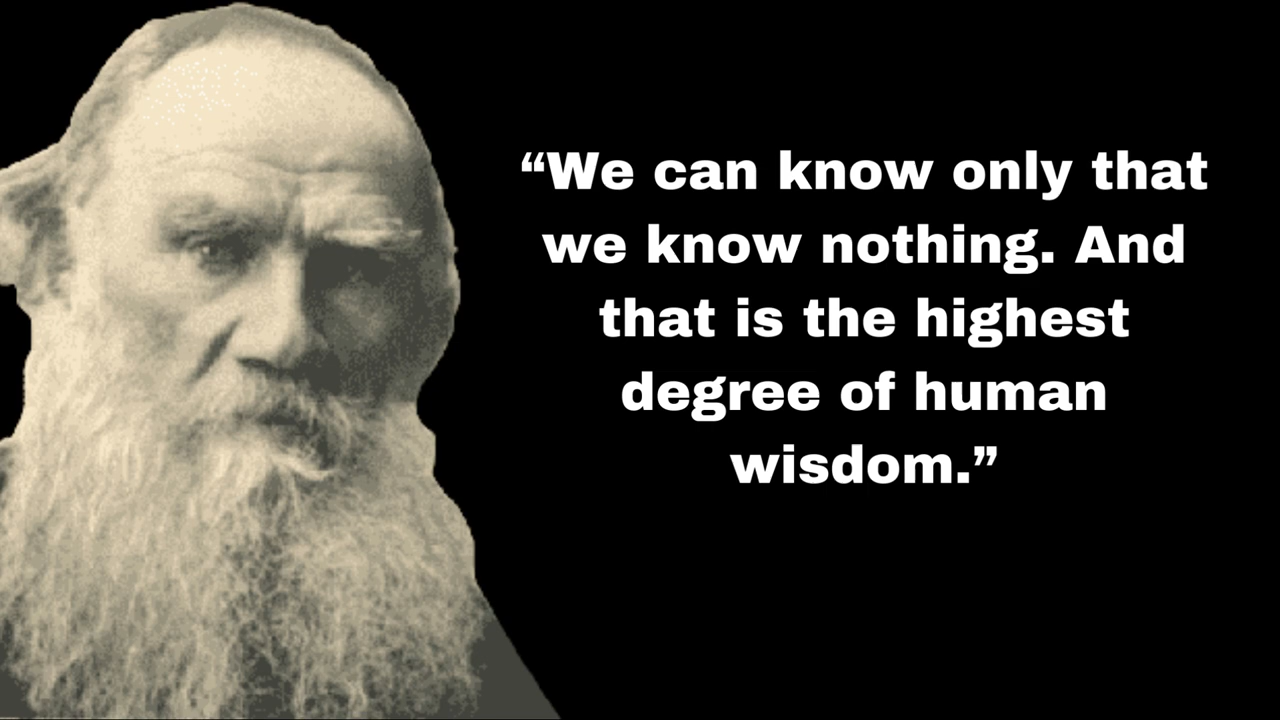 “We can know only that
we know nothing. And
that is the highest
degree of human
wisdom.”